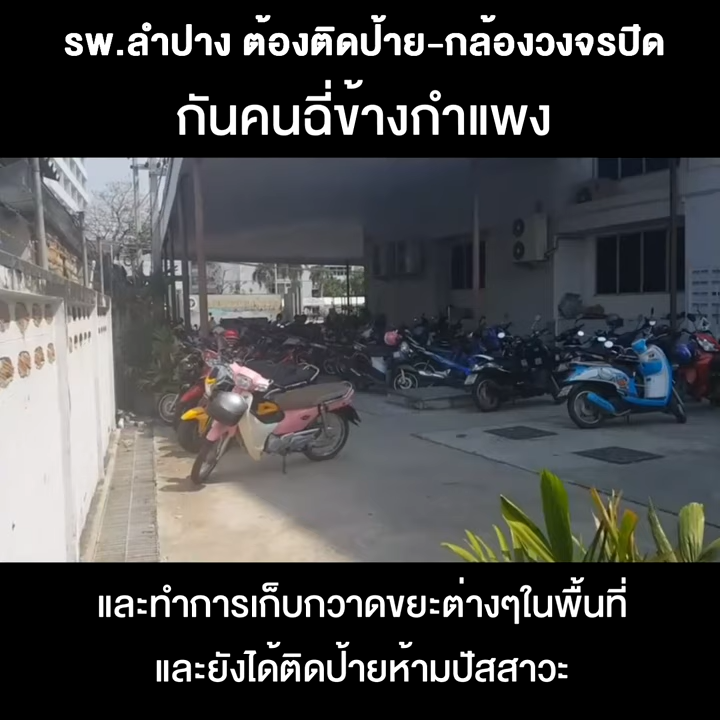 รพ.ลำปาง ต้องติดป้าย-กล้องวงจรปิด
กันคนฉี่ข้างกำแพง
และทำการเก็บกวาดขยะต่างๆในพื้นที่
และยังได้ติดป้ายห้ามปัสสาวะ